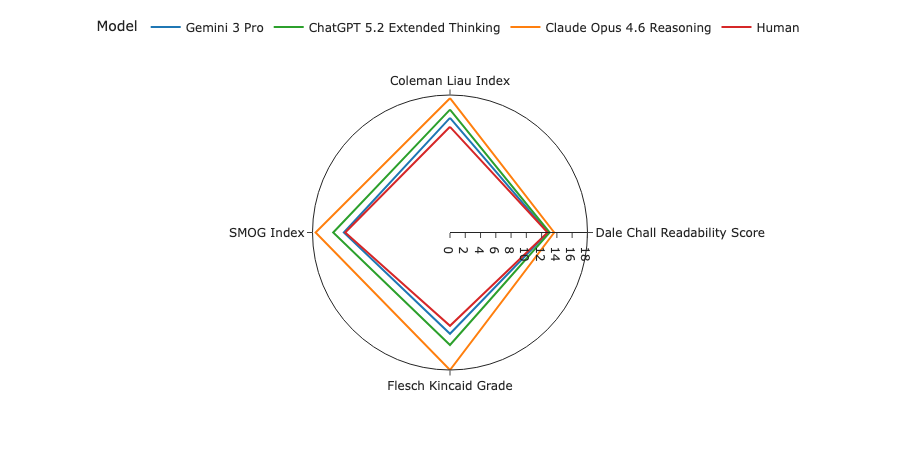 Model Gemini 3 Pro ChatGPT 5.2 Extended Thinking Claude Opus 4.6 Reasoning Human
Coleman Liau Index
SMOG Index
Dale Chall Readability Score
0 2 4 6 8 10 12 14 16 18
Flesch Kincaid Grade